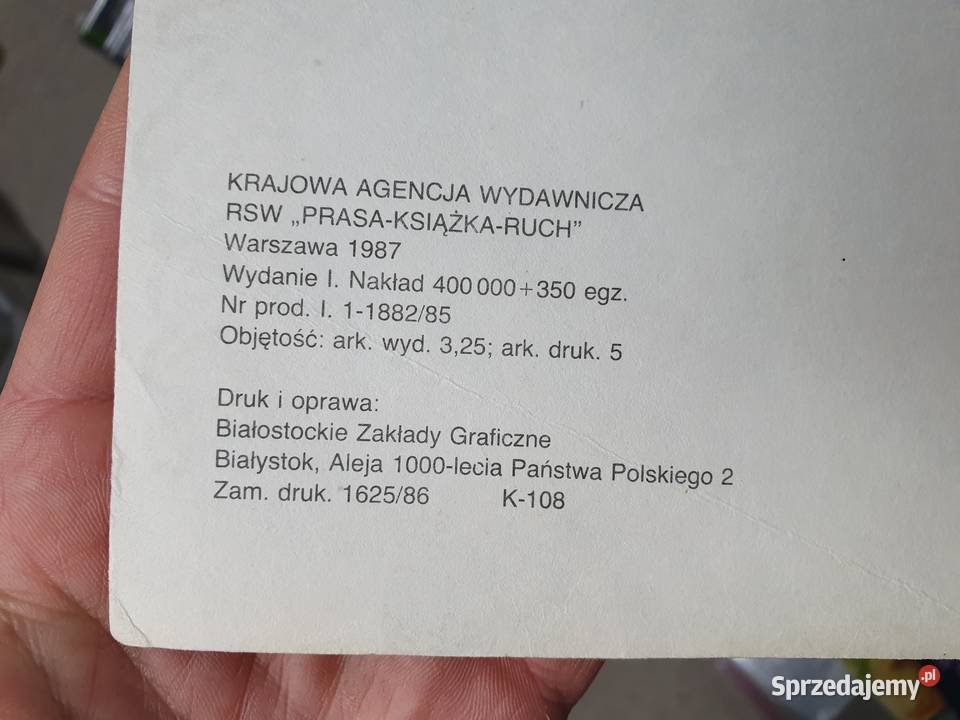 KRAJOWA AGENCJA WYDAWNICZA
RSW „PRASA-KSIĄŻKA-RUCH”
Warszawa 1987
Wydanie I. Nakład 400 000+350 egz.
Nr prod. I. 1-1882/85
Objętość: ark. wyd. 3,25; ark. druk. 5
Druk i oprawa:
Białostockie Zakłady Graficzne
Białystok, Aleja 1000-lecia Państwa Polskiego 2
Zam. druk. 1625/86 K-108
Sprzedajemy.pl